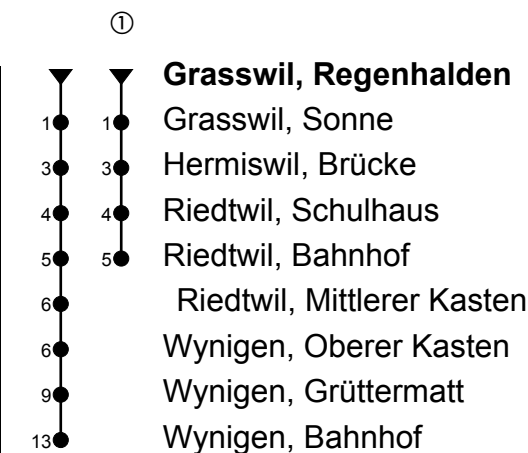 ①
Grasswil, Regenhalden
1 1 Grasswil, Sonne
3 3 Hermiswil, Brücke
4 4 Riedtwil, Schulhaus
5 5 Riedtwil, Bahnhof
6 Riedtwil, Mittlerer Kasten
6 Wynigen, Oberer Kasten
9 Wynigen, Grüttermatt
13 Wynigen, Bahnhof